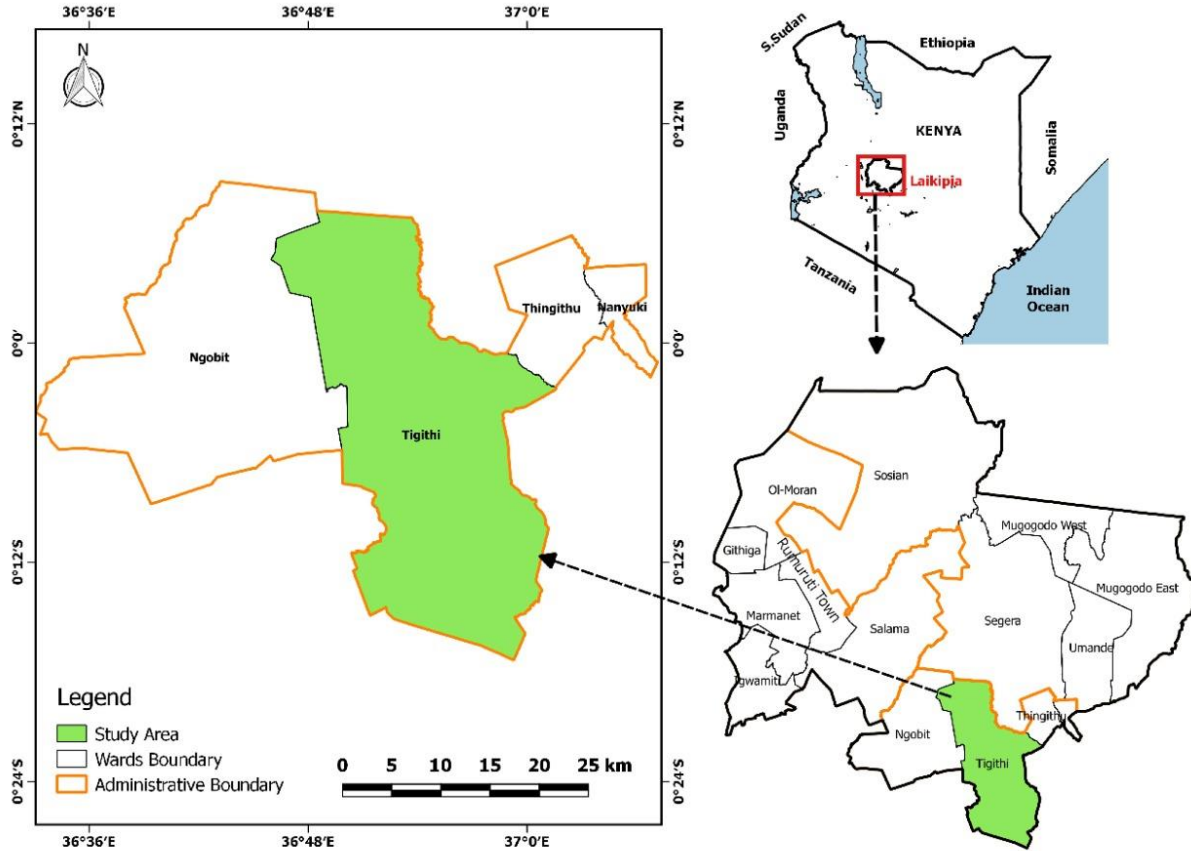 36°36'E 36°48'E 37°0'E
N
0°12'N
0°0'
0°12'S
0°24'S
0°12'N
0°0'
0°12'S
0°24'S
Ngobit
Tigithi
Thingithu
Nanyuki
Legend
Study Area
Wards Boundary
Administrative Boundary
0 5 10 15 20 25 km
36°36'E 36°48'E 37°0'E
S.Sudan
Ethiopia
Uganda
KENYA
Somalia
Laikipia
Tanzania
Indian
Ocean
Sosian
Ol-Moran
Mugogodo West
Githiga
Rumuruti Town
Mugogodo East
Marmanet
Salama
Segera
Umande
Igwamiti
Thingithu
Ngobit
Tigithi